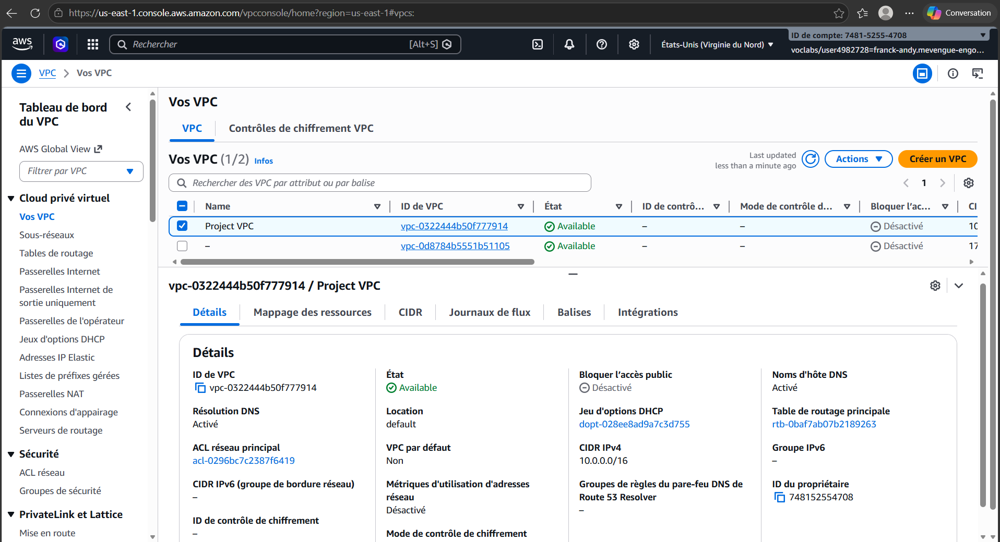 https://us-east-1.console.aws.amazon.com/vpcconsole/home?region=us-east-1#vpcs:
Conversation
aws
Rechercher
[Alt+S]
États-Unis (Virginie du Nord)
ID de compte: 7481-5255-4708
voclabs/user4982728=franck-andy.mevengue-engo...
VPC
Vos VPC
Tableau de bord
du VPC
AWS Global View
Filtrer par VPC
Cloud privé virtuel
Vos VPC
Sous-réseaux
Tables de routage
Passerelles Internet
Passerelles Internet de
sortie uniquement
Passerelles de l'opérateur
Jeux d'options DHCP
Adresses IP Elastic
Listes de préfixes gérées
Passerelles NAT
Connexions d'appairage
Serveurs de routage
Sécurité
ACL réseau
Groupes de sécurité
PrivateLink et Lattice
Mise en route
Vos VPC
VPC
Contrôles de chiffrement VPC
Vos VPC (1/2) Infos
Last updated
less than a minute ago
Actions
Créer un VPC
Rechercher des VPC par attribut ou par balise
1
Name
ID de VPC
État
ID de contrô...
Mode de contrôle d...
Bloquer l’ac...
CI
Project VPC
vpc-0322444b50f777914
Available
–
–
Désactivé
10
–
vpc-0d8784b5551b51105
Available
–
–
Désactivé
17
vpc-0322444b50f777914 / Project VPC
Détails
Mappage des ressources
CIDR
Journaux de flux
Balises
Intégrations
Détails
ID de VPC
vpc-0322444b50f777914
État
Available
Bloquer l’accès public
Désactivé
Noms d'hôte DNS
Activé
Résolution DNS
Activé
Location
default
Jeu d'options DHCP
dopt-028ee8ad9a7c3d755
Table de routage principale
rtb-0baf7ab07b2189263
ACL réseau principal
acl-0296bc7c2387f6419
VPC par défaut
Non
CIDR IPv4
10.0.0.0/16
Groupe IPv6
–
CIDR IPv6 (groupe de bordure réseau)
–
Métriques d'utilisation d'adresses
réseau
Désactivé
Groupes de règles du pare-feu DNS de
Route 53 Resolver
–
ID du propriétaire
748152554708
ID de contrôle de chiffrement
–
Mode de contrôle de chiffrement